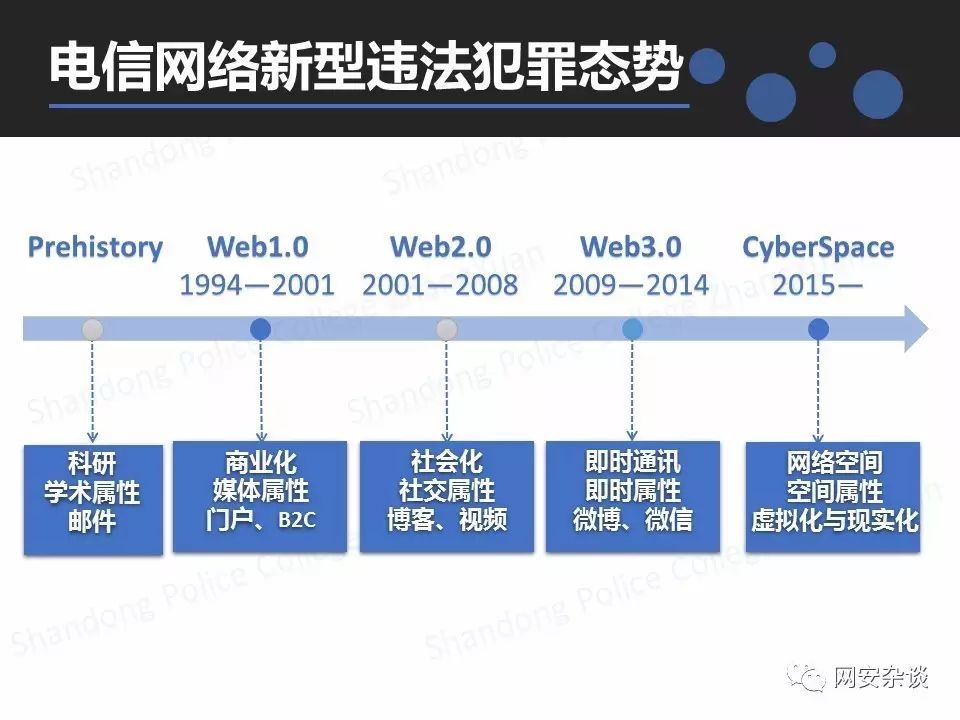 电信网络新型违法犯罪态势
Prehistory
Web1.0
1994—2001
Web2.0
2001—2008
Web3.0
2009—2014
CyberSpace
2015—
科研
学术属性
邮件
商业化
媒体属性
门户、B2C
社会化
社交属性
博客、视频
即时通讯
即时属性
微博、微信
网络空间
空间属性
虚拟化与现实化
Shandong Police College
Shandong Police College
网安杂谈